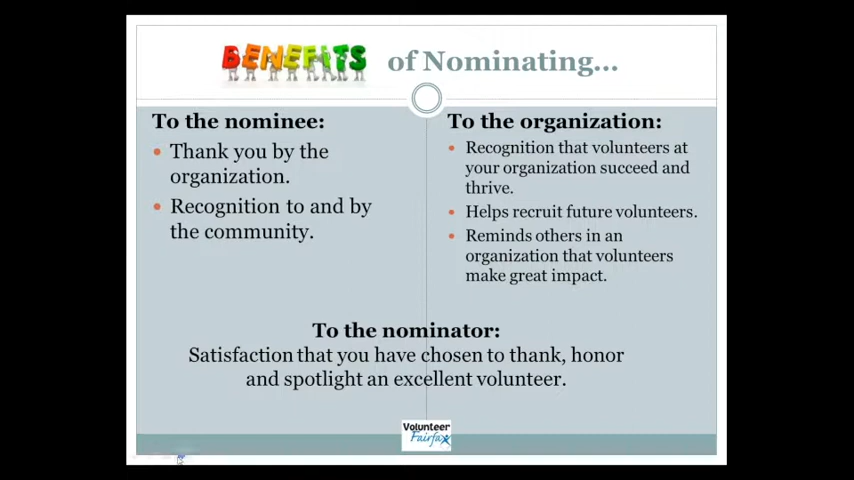 BENEFITS of Nominating...
To the nominee:
• Thank you by the
organization.
• Recognition to and by
the community.
To the organization:
• Recognition that volunteers at
your organization succeed and
thrive.
• Helps recruit future volunteers.
• Reminds others in an
organization that volunteers
make great impact.
To the nominator:
Satisfaction that you have chosen to thank, honor
and spotlight an excellent volunteer.
Volunteer
Fairfax